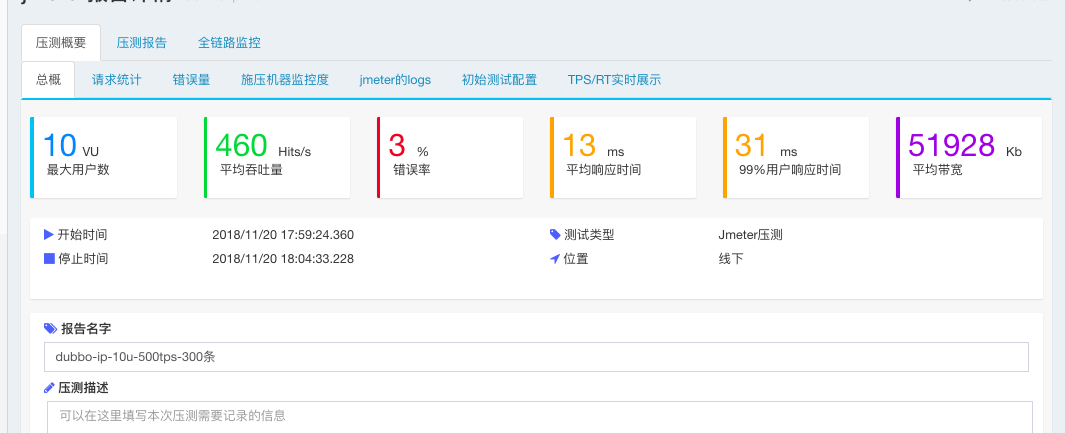 压测概要 压测报告 全链路监控
总概 请求统计 错误量 施压机器监控度 jmeter的logs 初始测试配置 TPS/RT实时展示
10 VU 460 Hits/s 3 % 13 ms 31 ms 51928 Kb
最大用户数 平均吞吐量 错误率 平均响应时间 99%用户响应时间 平均带宽
开始时间 2018/11/20 17:59:24.360 测试类型 Jmeter压测
停止时间 2018/11/20 18:04:33.228 位置 线下
报告名字
dubbo-ip-10u-500tps-300条
压测描述
可以在这里填写本次压测需要记录的信息